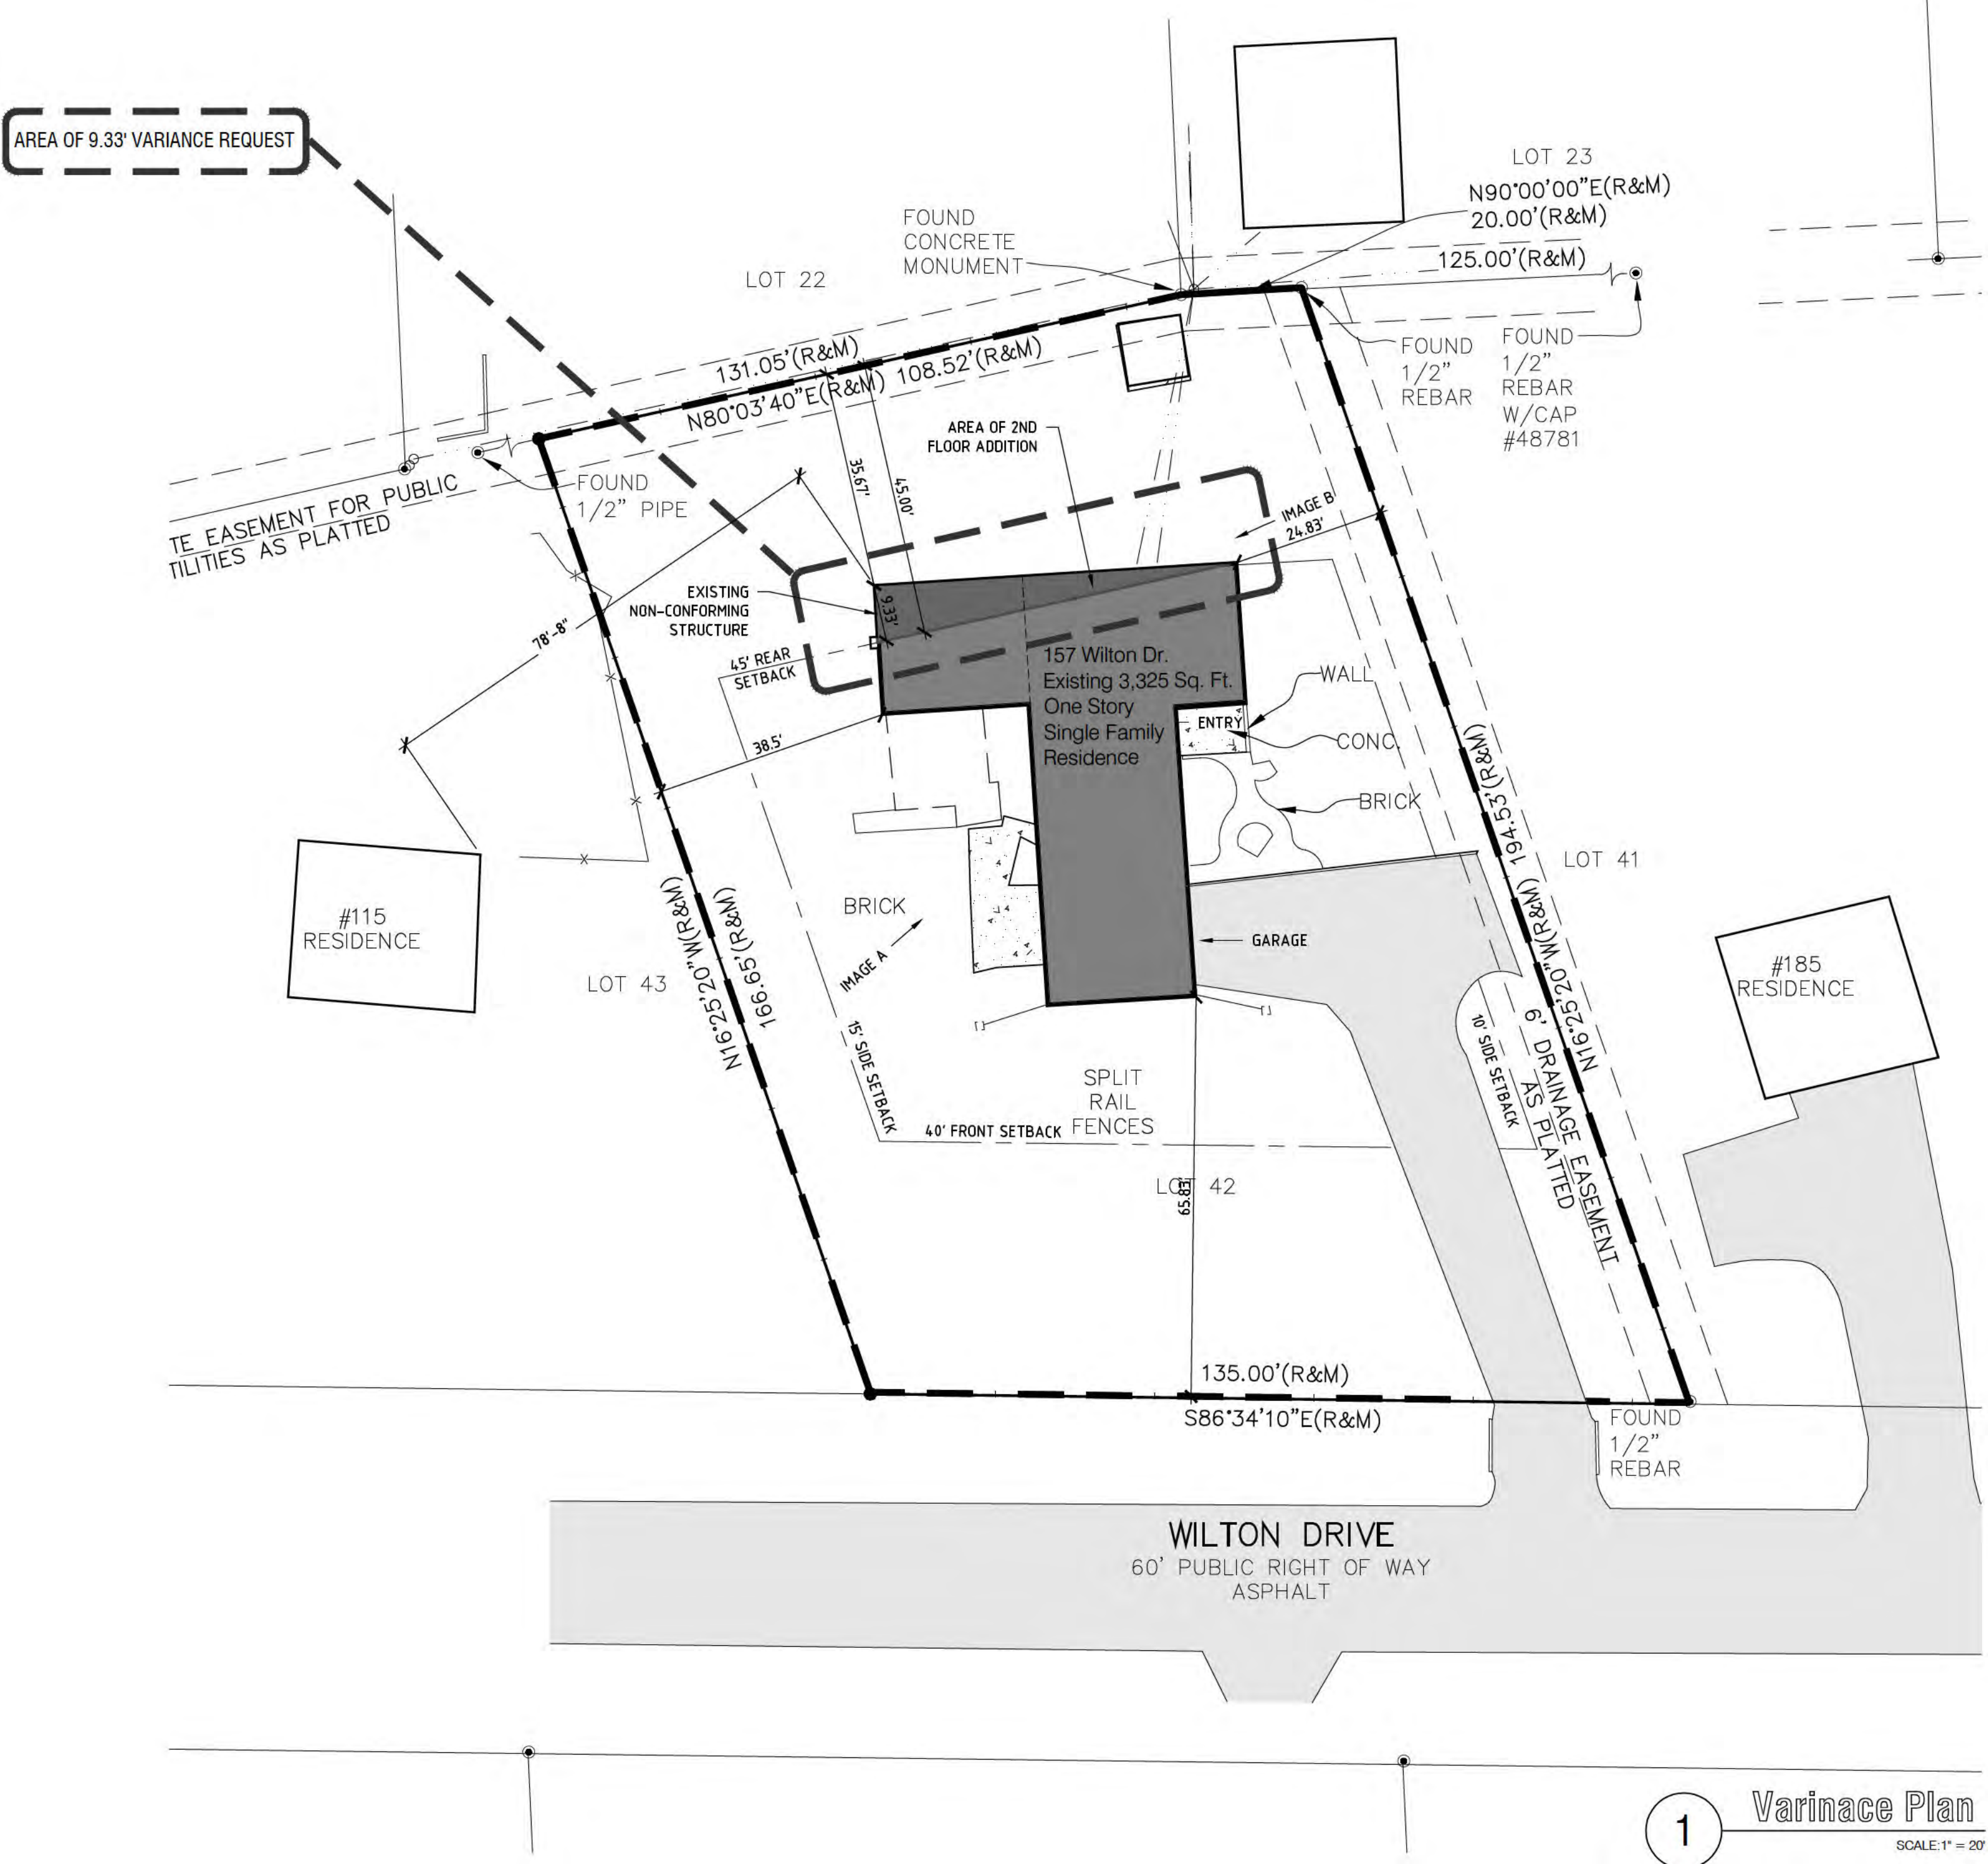 AREA OF 9.33' VARIANCE REQUEST
LOT 23
N90°00'00"E(R&M)
20.00'(R&M)
125.00'(R&M)
FOUND
CONCRETE
MONUMENT
LOT 22
131.05'(R&M)
N80°03'40"E(R&M)
108.52'(R&M)
FOUND
1/2"
REBAR
FOUND
1/2"
REBAR
W/CAP
#48781
AREA OF 2ND
FLOOR ADDITION
35.67'
45.00'
FOUND
1/2" PIPE
TE EASEMENT FOR PUBLIC
TILITIES AS PLATTED
IMAGE B
24.83'
EXISTING
NON-CONFORMING
STRUCTURE
9.33'
78'-8"
45' REAR
SETBACK
157 Wilton Dr.
Existing 3,325 Sq. Ft.
One Story
Single Family
Residence
WALL
ENTRY
CONC.
38.5'
BRICK
N16°25'20"W(R&M)
194.53'(R&M)
LOT 41
#115
RESIDENCE
BRICK
IMAGE A
GARAGE
LOT 43
N16°25'20"W(R&M)
166.65'(R&M)
#185
RESIDENCE
15' SIDE SETBACK
10' SIDE SETBACK
6' DRAINAGE EASEMENT
AS PLATTED
SPLIT
RAIL
FENCES
40' FRONT SETBACK
LOT 42
65.83'
135.00'(R&M)
S86°34'10"E(R&M)
FOUND
1/2"
REBAR
WILTON DRIVE
60' PUBLIC RIGHT OF WAY
ASPHALT
1
Varinace Plan
SCALE:1" = 20'